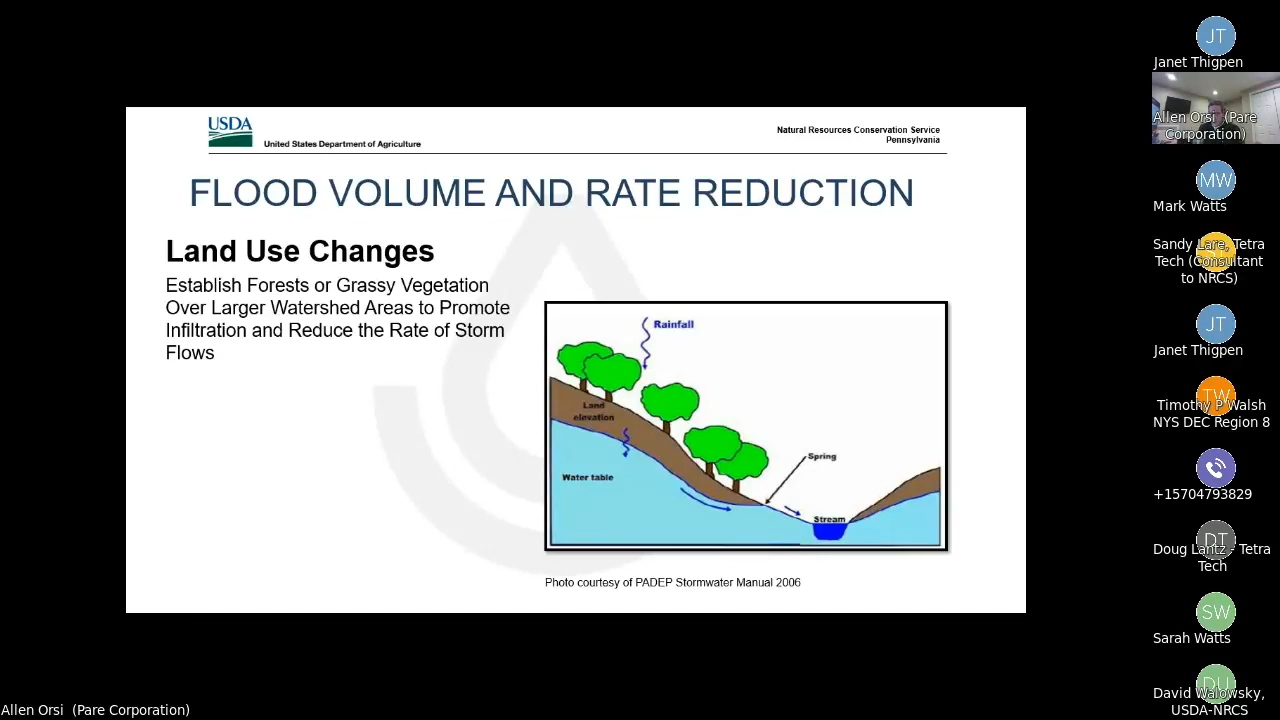 USDA
United States Department of Agriculture
Natural Resources Conservation Service
Pennsylvania
FLOOD VOLUME AND RATE REDUCTION
Land Use Changes
Establish Forests or Grassy Vegetation
Over Larger Watershed Areas to Promote
Infiltration and Reduce the Rate of Storm
Flows
Rainfall
Land
elevation
Water table
Spring
Stream
Photo courtesy of PADEP Stormwater Manual 2006
JT
Janet Thigpen
Allen Orsi (Pare
Corporation)
MW
Mark Watts
Sandy Lare, Tetra
Tech (Consultant
to NRCS)
JT
Janet Thigpen
TW
Timothy P Walsh
NYS DEC Region 8
+15704793829
DT
Doug Lantz - Tetra
Tech
SW
Sarah Watts
DU
David Walowsky,
USDA-NRCS
Allen Orsi (Pare Corporation)